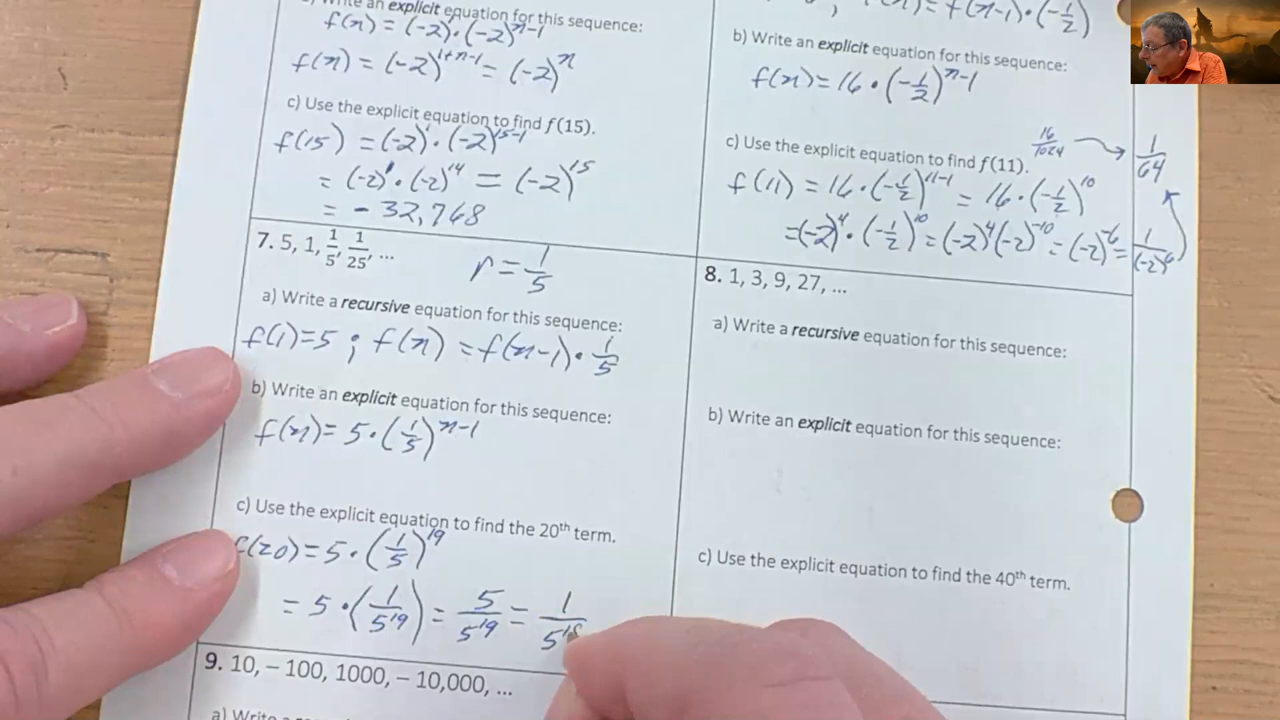 Write an explicit equation for this sequence:
f(n) = (-2)¹·(-2)ⁿ⁻¹
f(n) = (-2)¹⁺ⁿ⁻¹ = (-2)ⁿ
c) Use the explicit equation to find f(15).
f(15) = (-2)¹·(-2)¹⁵⁻¹
= (-2)¹·(-2)¹⁴ = (-2)¹⁵
= - 32,768
f(n) = f(n-1)·(-1/2)
b) Write an explicit equation for this sequence:
f(n) = 16·(-1/2)ⁿ⁻¹
c) Use the explicit equation to find f(11).
16/1024 → 1/64
f(11) = 16·(-1/2)¹¹⁻¹ = 16·(-1/2)¹⁰
= (-2)⁴·(-1/2)¹⁰ = (-2)⁴(-2)⁻¹⁰ = (-2)⁻⁶ = 1/(-2)⁶
7. 5, 1, 1/5, 1/25, ...
r = 1/5
a) Write a recursive equation for this sequence:
f(1)=5 ; f(n) = f(n-1)·1/5
b) Write an explicit equation for this sequence:
f(n) = 5·(1/5)ⁿ⁻¹
c) Use the explicit equation to find the 20th term.
f(20) = 5·(1/5)¹⁹
= 5·(1/5¹⁹) = 5/5¹⁹ = 1/5¹⁸
8. 1, 3, 9, 27, ...
a) Write a recursive equation for this sequence:
b) Write an explicit equation for this sequence:
c) Use the explicit equation to find the 40th term.
9. 10, – 100, 1000, – 10,000, ...
a) Write